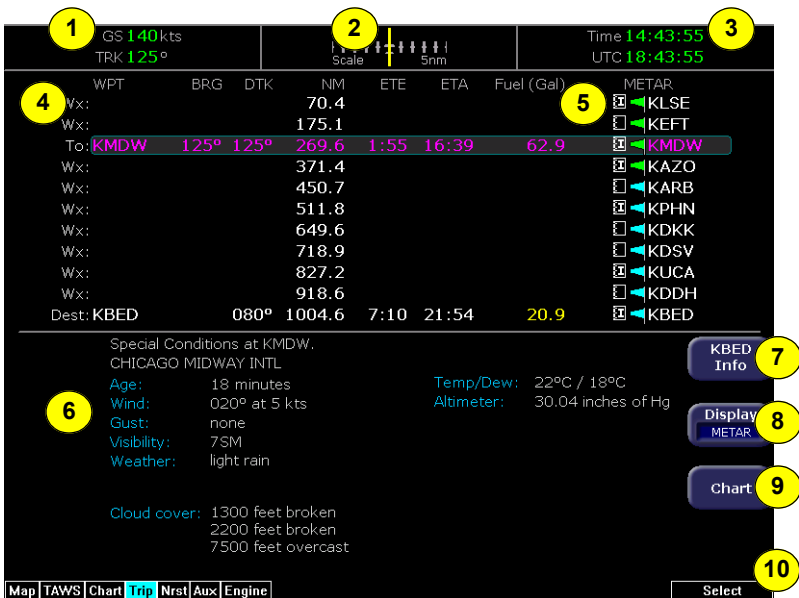 1 GS 140kts 2 Time 14:43:55 3
TRK 125° Scale 5nm UTC 18:43:55
WPT BRG DTK NM ETE ETA Fuel (Gal) METAR
4 Wx: 70.4 5 I KLSE
Wx: 175.1 KEFT
To: KMDW 125° 125° 269.6 1:55 16:39 62.9 I KMDW
Wx: 371.4 I KAZO
Wx: 450.7 KARB
Wx: 511.8 I KPHN
Wx: 649.6 KDKK
Wx: 718.9 KDSV
Wx: 827.2 I KUCA
Wx: 918.6 KDDH
Dest: KBED 080° 1004.6 7:10 21:54 20.9 I KBED
Special Conditions at KMDW.
CHICAGO MIDWAY INTL
Age: 18 minutes Temp/Dew: 22ºC / 18ºC
Wind: 020º at 5 kts Altimeter: 30.04 inches of Hg
6
Gust: none
Visibility: 7SM
Weather: light rain
Cloud cover: 1300 feet broken
2200 feet broken
7500 feet overcast
KBED
Info 7
Display 8
METAR
Chart 9
10
Map TAWS Chart Trip Nrst Aux Engine Select